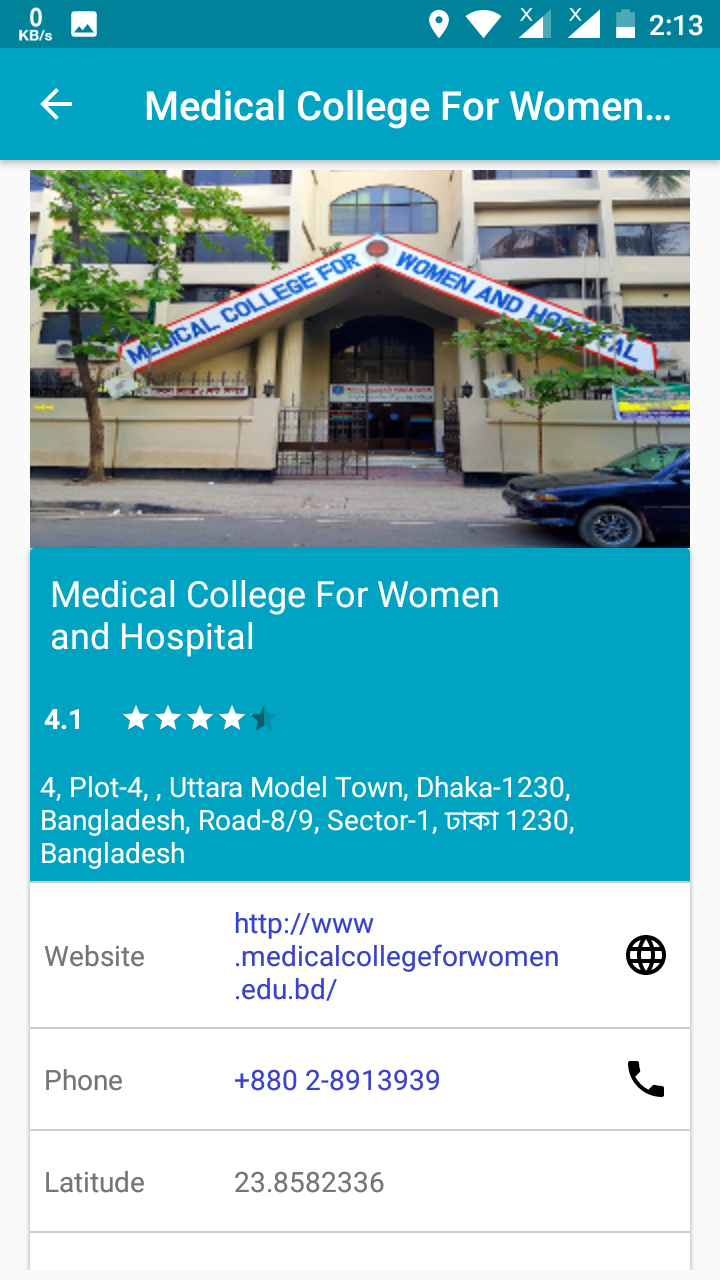 0
KB/s
X
X
2:13
Medical College For Women...
MEDICAL COLLEGE FOR
WOMEN AND HOSPITAL
Medical College For Women
and Hospital
4.1
4, Plot-4, , Uttara Model Town, Dhaka-1230,
Bangladesh, Road-8/9, Sector-1, ঢাকা 1230,
Bangladesh
Website
http://www
.medicalcollegeforwomen
.edu.bd/
Phone
+880 2-8913939
Latitude
23.8582336